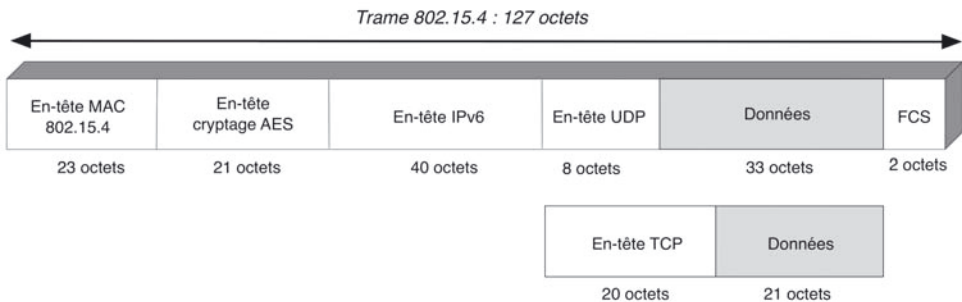 Trame 802.15.4 : 127 octets
En-tête MAC
802.15.4
En-tête
cryptage AES
En-tête IPv6
En-tête UDP
Données
FCS
23 octets
21 octets
40 octets
8 octets
33 octets
2 octets
En-tête TCP
Données
20 octets
21 octets